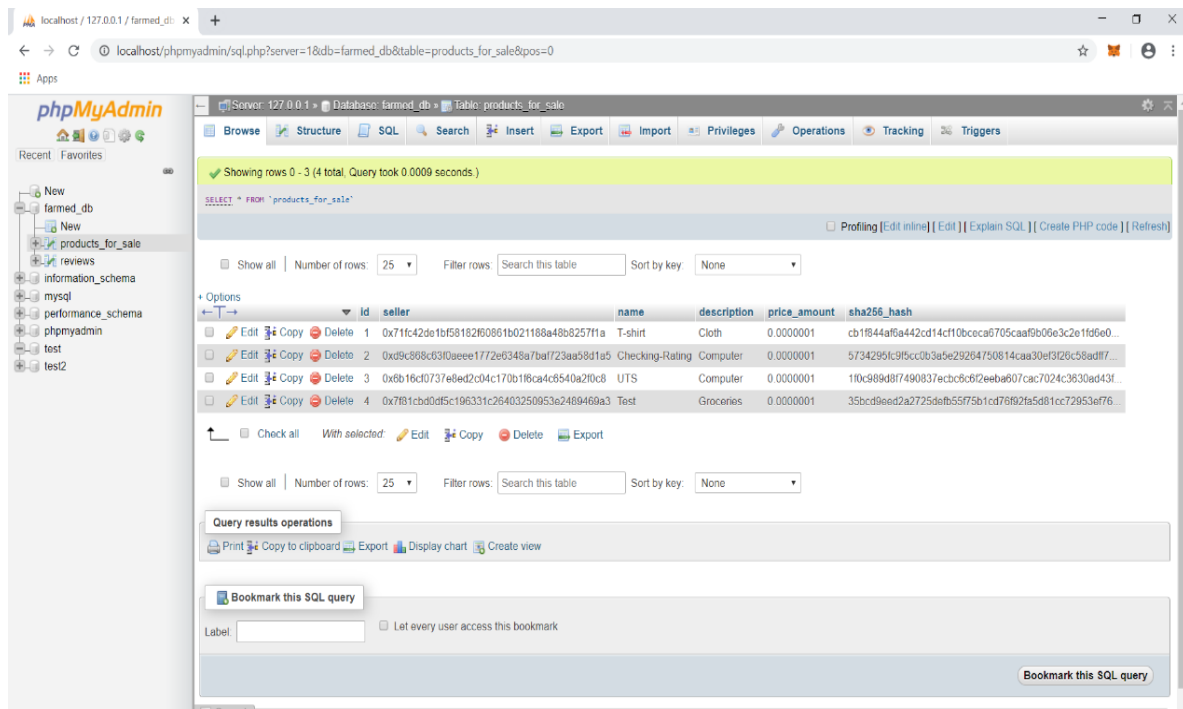 localhost / 127.0.0.1 / farmed_db
localhost/phpmyadmin/sql.php?server=1&db=farmed_db&table=products_for_sale&pos=0
Apps
phpMyAdmin
Recent Favorites
New
farmed_db
New
products_for_sale
reviews
information_schema
mysql
performance_schema
phpmyadmin
test
test2
Server: 127.0.0.1 » Database: farmed_db » Table: products_for_sale
Browse Structure SQL Search Insert Export Import Privileges Operations Tracking Triggers
Showing rows 0 - 3 (4 total, Query took 0.0009 seconds.)
SELECT * FROM `products_for_sale`
Profiling [Edit inline] [ Edit ] [ Explain SQL ] [ Create PHP code ] [ Refresh]
Show all Number of rows: 25 Filter rows: Search this table Sort by key: None
+ Options
←T→ id seller name description price_amount sha256_hash
Edit Copy Delete 1 0x71fc42de1bf58182f60861b021188a48b8257f1a T-shirt Cloth 0.0000001 cb1f844af6a442cd14cf10bceca6705caaf9b06e3c2e1fd6e0...
Edit Copy Delete 2 0xd9c868c63f0aeee1772e6348a7baf723aa58d1a5 Checking-Rating Computer 0.0000001 5734295fc9f5cc0b3a5e29264750814caa30ef3f26c58adff7...
Edit Copy Delete 3 0x6b16cf0737e8ed2c04c170b1f6ca4c6540a2f0c8 UTS Computer 0.0000001 1f0c989d8f7490837ecbc6c6f2eeba607cac7024c3630ad43f...
Edit Copy Delete 4 0x7f81cbd0df5c196331c26403250953e2489469a3 Test Groceries 0.0000001 35bcd9eed2a2725defb55f75b1cd76f92fa5d81cc72953ef76...
Check all With selected: Edit Copy Delete Export
Show all Number of rows: 25 Filter rows: Search this table Sort by key: None
Query results operations
Print Copy to clipboard Export Display chart Create view
Bookmark this SQL query
Label: Let every user access this bookmark
Bookmark this SQL query